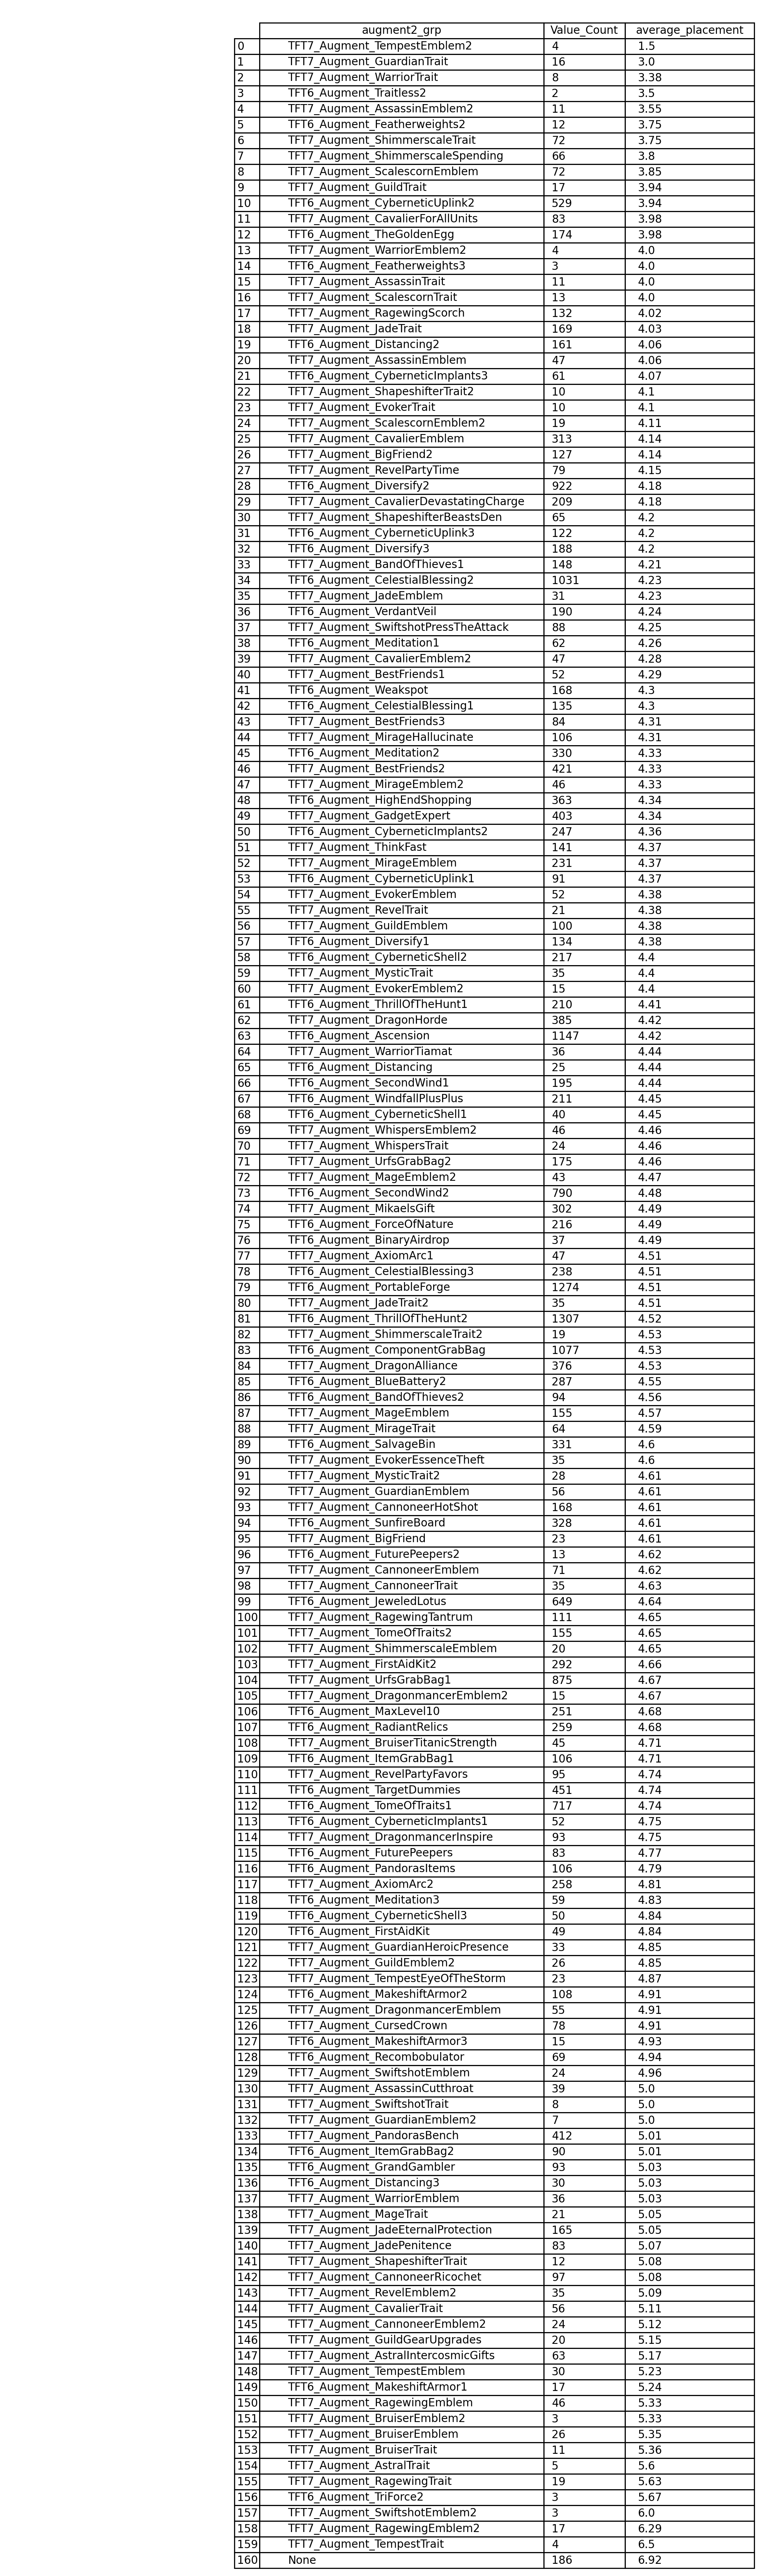 augment2_grp Value_Count average_placement
0 TFT7_Augment_TempestEmblem2 4 1.5
1 TFT7_Augment_GuardianTrait 16 3.0
2 TFT7_Augment_WarriorTrait 8 3.38
3 TFT6_Augment_Traitless2 2 3.5
4 TFT7_Augment_AssassinEmblem2 11 3.55
5 TFT6_Augment_Featherweights2 12 3.75
6 TFT7_Augment_ShimmerscaleTrait 72 3.75
7 TFT7_Augment_ShimmerscaleSpending 66 3.8
8 TFT7_Augment_ScalescornEmblem 72 3.85
9 TFT7_Augment_GuildTrait 17 3.94
10 TFT6_Augment_CyberneticUplink2 529 3.94
11 TFT7_Augment_CavalierForAllUnits 83 3.98
12 TFT6_Augment_TheGoldenEgg 174 3.98
13 TFT7_Augment_WarriorEmblem2 4 4.0
14 TFT6_Augment_Featherweights3 3 4.0
15 TFT7_Augment_AssassinTrait 11 4.0
16 TFT7_Augment_ScalescornTrait 13 4.0
17 TFT7_Augment_RagewingScorch 132 4.02
18 TFT7_Augment_JadeTrait 169 4.03
19 TFT6_Augment_Distancing2 161 4.06
20 TFT7_Augment_AssassinEmblem 47 4.06
21 TFT6_Augment_CyberneticImplants3 61 4.07
22 TFT7_Augment_ShapeshifterTrait2 10 4.1
23 TFT7_Augment_EvokerTrait 10 4.1
24 TFT7_Augment_ScalescornEmblem2 19 4.11
25 TFT7_Augment_CavalierEmblem 313 4.14
26 TFT7_Augment_BigFriend2 127 4.14
27 TFT7_Augment_RevelPartyTime 79 4.15
28 TFT6_Augment_Diversify2 922 4.18
29 TFT7_Augment_CavalierDevastatingCharge 209 4.18
30 TFT7_Augment_ShapeshifterBeastsDen 65 4.2
31 TFT6_Augment_CyberneticUplink3 122 4.2
32 TFT6_Augment_Diversify3 188 4.2
33 TFT7_Augment_BandOfThieves1 148 4.21
34 TFT6_Augment_CelestialBlessing2 1031 4.23
35 TFT7_Augment_JadeEmblem 31 4.23
36 TFT6_Augment_VerdantVeil 190 4.24
37 TFT7_Augment_SwiftshotPressTheAttack 88 4.25
38 TFT6_Augment_Meditation1 62 4.26
39 TFT7_Augment_CavalierEmblem2 47 4.28
40 TFT7_Augment_BestFriends1 52 4.29
41 TFT6_Augment_Weakspot 168 4.3
42 TFT6_Augment_CelestialBlessing1 135 4.3
43 TFT7_Augment_BestFriends3 84 4.31
44 TFT7_Augment_MirageHallucinate 106 4.31
45 TFT6_Augment_Meditation2 330 4.33
46 TFT7_Augment_BestFriends2 421 4.33
47 TFT7_Augment_MirageEmblem2 46 4.33
48 TFT6_Augment_HighEndShopping 363 4.34
49 TFT7_Augment_GadgetExpert 403 4.34
50 TFT6_Augment_CyberneticImplants2 247 4.36
51 TFT7_Augment_ThinkFast 141 4.37
52 TFT7_Augment_MirageEmblem 231 4.37
53 TFT6_Augment_CyberneticUplink1 91 4.37
54 TFT7_Augment_EvokerEmblem 52 4.38
55 TFT7_Augment_RevelTrait 21 4.38
56 TFT7_Augment_GuildEmblem 100 4.38
57 TFT6_Augment_Diversify1 134 4.38
58 TFT6_Augment_CyberneticShell2 217 4.4
59 TFT7_Augment_MysticTrait 35 4.4
60 TFT7_Augment_EvokerEmblem2 15 4.4
61 TFT6_Augment_ThrillOfTheHunt1 210 4.41
62 TFT7_Augment_DragonHorde 385 4.42
63 TFT6_Augment_Ascension 1147 4.42
64 TFT7_Augment_WarriorTiamat 36 4.44
65 TFT6_Augment_Distancing 25 4.44
66 TFT6_Augment_SecondWind1 195 4.44
67 TFT6_Augment_WindfallPlusPlus 211 4.45
68 TFT6_Augment_CyberneticShell1 40 4.45
69 TFT7_Augment_WhispersEmblem2 46 4.46
70 TFT7_Augment_WhispersTrait 24 4.46
71 TFT7_Augment_UrfsGrabBag2 175 4.46
72 TFT7_Augment_MageEmblem2 43 4.47
73 TFT6_Augment_SecondWind2 790 4.48
74 TFT7_Augment_MikaelsGift 302 4.49
75 TFT6_Augment_ForceOfNature 216 4.49
76 TFT6_Augment_BinaryAirdrop 37 4.49
77 TFT7_Augment_AxiomArc1 47 4.51
78 TFT6_Augment_CelestialBlessing3 238 4.51
79 TFT6_Augment_PortableForge 1274 4.51
80 TFT7_Augment_JadeTrait2 35 4.51
81 TFT6_Augment_ThrillOfTheHunt2 1307 4.52
82 TFT7_Augment_ShimmerscaleTrait2 19 4.53
83 TFT6_Augment_ComponentGrabBag 1077 4.53
84 TFT7_Augment_DragonAlliance 376 4.53
85 TFT6_Augment_BlueBattery2 287 4.55
86 TFT6_Augment_BandOfThieves2 94 4.56
87 TFT7_Augment_MageEmblem 155 4.57
88 TFT7_Augment_MirageTrait 64 4.59
89 TFT6_Augment_SalvageBin 331 4.6
90 TFT7_Augment_EvokerEssenceTheft 35 4.6
91 TFT7_Augment_MysticTrait2 28 4.61
92 TFT7_Augment_GuardianEmblem 56 4.61
93 TFT7_Augment_CannoneerHotShot 168 4.61
94 TFT6_Augment_SunfireBoard 328 4.61
95 TFT7_Augment_BigFriend 23 4.61
96 TFT6_Augment_FuturePeepers2 13 4.62
97 TFT7_Augment_CannoneerEmblem 71 4.62
98 TFT7_Augment_CannoneerTrait 35 4.63
99 TFT6_Augment_JeweledLotus 649 4.64
100 TFT7_Augment_RagewingTantrum 111 4.65
101 TFT7_Augment_TomeOfTraits2 155 4.65
102 TFT7_Augment_ShimmerscaleEmblem 20 4.65
103 TFT7_Augment_FirstAidKit2 292 4.66
104 TFT7_Augment_UrfsGrabBag1 875 4.67
105 TFT7_Augment_DragonmancerEmblem2 15 4.67
106 TFT6_Augment_MaxLevel10 251 4.68
107 TFT6_Augment_RadiantRelics 259 4.68
108 TFT7_Augment_BruiserTitanicStrength 45 4.71
109 TFT6_Augment_ItemGrabBag1 106 4.71
110 TFT7_Augment_RevelPartyFavors 95 4.74
111 TFT6_Augment_TargetDummies 451 4.74
112 TFT6_Augment_TomeOfTraits1 717 4.74
113 TFT6_Augment_CyberneticImplants1 52 4.75
114 TFT7_Augment_DragonmancerInspire 93 4.75
115 TFT6_Augment_FuturePeepers 83 4.77
116 TFT6_Augment_PandorasItems 106 4.79
117 TFT7_Augment_AxiomArc2 258 4.81
118 TFT6_Augment_Meditation3 59 4.83
119 TFT6_Augment_CyberneticShell3 50 4.84
120 TFT6_Augment_FirstAidKit 49 4.84
121 TFT7_Augment_GuardianHeroicPresence 33 4.85
122 TFT7_Augment_GuildEmblem2 26 4.85
123 TFT7_Augment_TempestEyeOfTheStorm 23 4.87
124 TFT6_Augment_MakeshiftArmor2 108 4.91
125 TFT7_Augment_DragonmancerEmblem 55 4.91
126 TFT7_Augment_CursedCrown 78 4.91
127 TFT6_Augment_MakeshiftArmor3 15 4.93
128 TFT6_Augment_Recombobulator 69 4.94
129 TFT7_Augment_SwiftshotEmblem 24 4.96
130 TFT7_Augment_AssassinCutthroat 39 5.0
131 TFT7_Augment_SwiftshotTrait 8 5.0
132 TFT7_Augment_GuardianEmblem2 7 5.0
133 TFT7_Augment_PandorasBench 412 5.01
134 TFT6_Augment_ItemGrabBag2 90 5.01
135 TFT6_Augment_GrandGambler 93 5.03
136 TFT6_Augment_Distancing3 30 5.03
137 TFT7_Augment_WarriorEmblem 36 5.03
138 TFT7_Augment_MageTrait 21 5.05
139 TFT7_Augment_JadeEternalProtection 165 5.05
140 TFT7_Augment_JadePenitence 83 5.07
141 TFT7_Augment_ShapeshifterTrait 12 5.08
142 TFT7_Augment_CannoneerRicochet 97 5.08
143 TFT7_Augment_RevelEmblem2 35 5.09
144 TFT7_Augment_CavalierTrait 56 5.11
145 TFT7_Augment_CannoneerEmblem2 24 5.12
146 TFT7_Augment_GuildGearUpgrades 20 5.15
147 TFT7_Augment_AstralIntercosmicGifts 63 5.17
148 TFT7_Augment_TempestEmblem 30 5.23
149 TFT6_Augment_MakeshiftArmor1 17 5.24
150 TFT7_Augment_RagewingEmblem 46 5.33
151 TFT7_Augment_BruiserEmblem2 3 5.33
152 TFT7_Augment_BruiserEmblem 26 5.35
153 TFT7_Augment_BruiserTrait 11 5.36
154 TFT7_Augment_AstralTrait 5 5.6
155 TFT7_Augment_RagewingTrait 19 5.63
156 TFT6_Augment_TriForce2 3 5.67
157 TFT7_Augment_SwiftshotEmblem2 3 6.0
158 TFT7_Augment_RagewingEmblem2 17 6.29
159 TFT7_Augment_TempestTrait 4 6.5
160 None 186 6.92